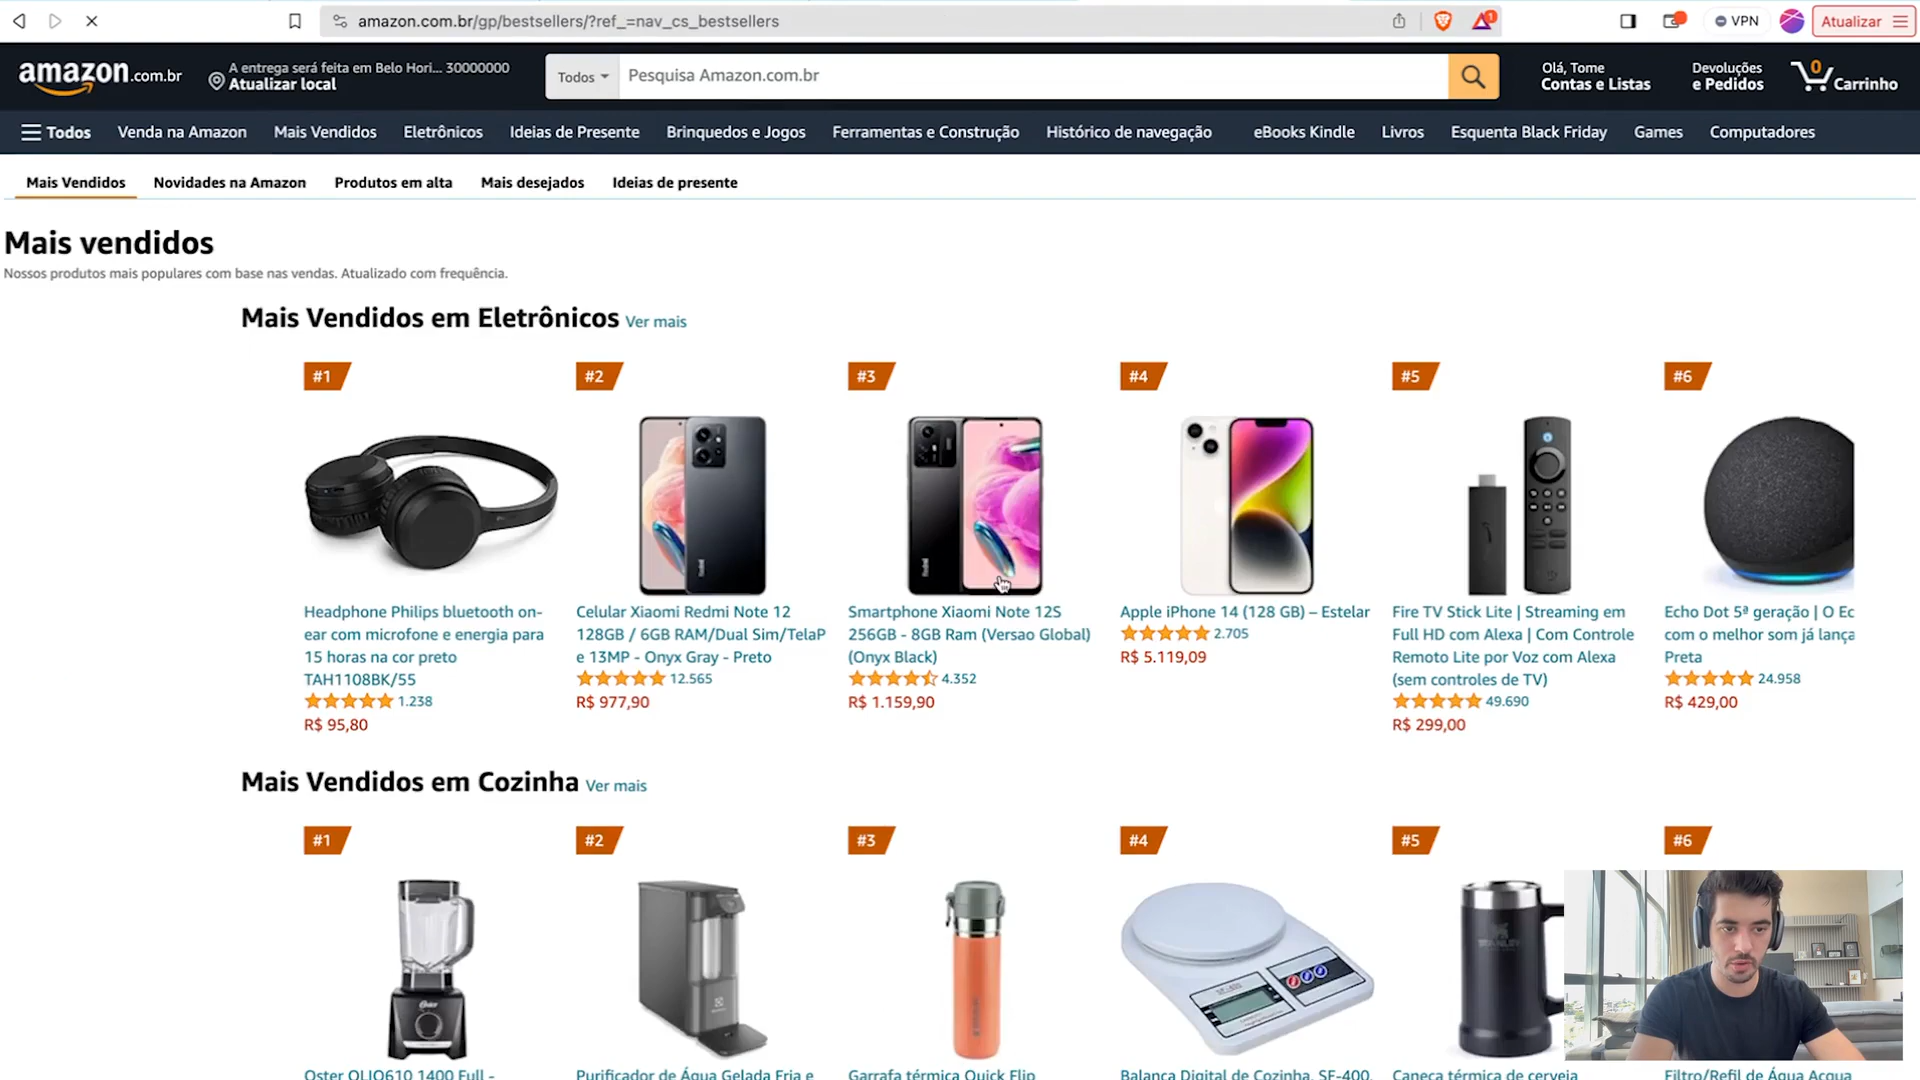 amazon.com.br/gp/bestsellers/?ref_=nav_cs_bestsellers
1
VPN
Atualizar
amazon.com.br
A entrega será feita em Belo Hori... 30000000
Atualizar local
Todos
Pesquisa Amazon.com.br
Olá, Tome
Contas e Listas
Devoluções
e Pedidos
0
Carrinho
Todos
Venda na Amazon
Mais Vendidos
Eletrônicos
Ideias de Presente
Brinquedos e Jogos
Ferramentas e Construção
Histórico de navegação
eBooks Kindle
Livros
Esquenta Black Friday
Games
Computadores
Mais Vendidos
Novidades na Amazon
Produtos em alta
Mais desejados
Ideias de presente
Mais vendidos
Nossos produtos mais populares com base nas vendas. Atualizado com frequência.
Mais Vendidos em Eletrônicos Ver mais
#1
Headphone Philips bluetooth on-
ear com microfone e energia para
15 horas na cor preto
TAH1108BK/55
1.238
R$ 95,80
#2
Celular Xiaomi Redmi Note 12
128GB / 6GB RAM/Dual Sim/TelaP
e 13MP - Onyx Gray - Preto
12.565
R$ 977,90
#3
Smartphone Xiaomi Note 12S
256GB - 8GB Ram (Versao Global)
(Onyx Black)
4.352
R$ 1.159,90
#4
Apple iPhone 14 (128 GB) – Estelar
2.705
R$ 5.119,09
#5
Fire TV Stick Lite | Streaming em
Full HD com Alexa | Com Controle
Remoto Lite por Voz com Alexa
(sem controles de TV)
49.690
R$ 299,00
#6
Echo Dot 5ª geração | O Ec
com o melhor som já lança
Preta
24.958
R$ 429,00
Mais Vendidos em Cozinha Ver mais
#1
Oster OLIQ610 1400 Full -
#2
Purificador de Água Gelada Fria e
#3
Garrafa térmica Quick Flip
#4
Balança Digital de Cozinha, SF-400,
#5
STANLEY
Caneca térmica de cerveja
#6
Filtro/Refil de Água Acqua